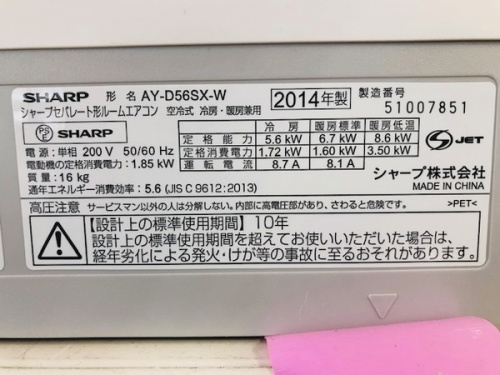 SHARP 形名 AY-D56SX-W 2014年製 製造番号
シャープセパレート形ルームエアコン 空冷式 冷房・暖房兼用 51007851
PS E SHARP
冷房 暖房標準 暖房低温
定格能力 5.6 kW 6.7 kW 8.6 kW
電源：単相 200 V 50/60 Hz 定格消費電力 1.72 kW 1.60 kW 3.50 kW
電動機の定格消費電力：1.85 kW 運転電流 8.7 A 8.1 A
S JET
質量：16 kg
通年エネルギー消費効率：5.6 (JIS C 9612:2013)
シャープ株式会社
MADE IN CHINA
高圧注意 サービスマン以外の人は分解しない。内部に高電圧部があり、さわると危険です。 >PET<
【設計上の標準使用期間】10年
設計上の標準使用期間を超えてお使いいただいた場合は、
経年劣化による発火・けが等の事故に至るおそれがあります。